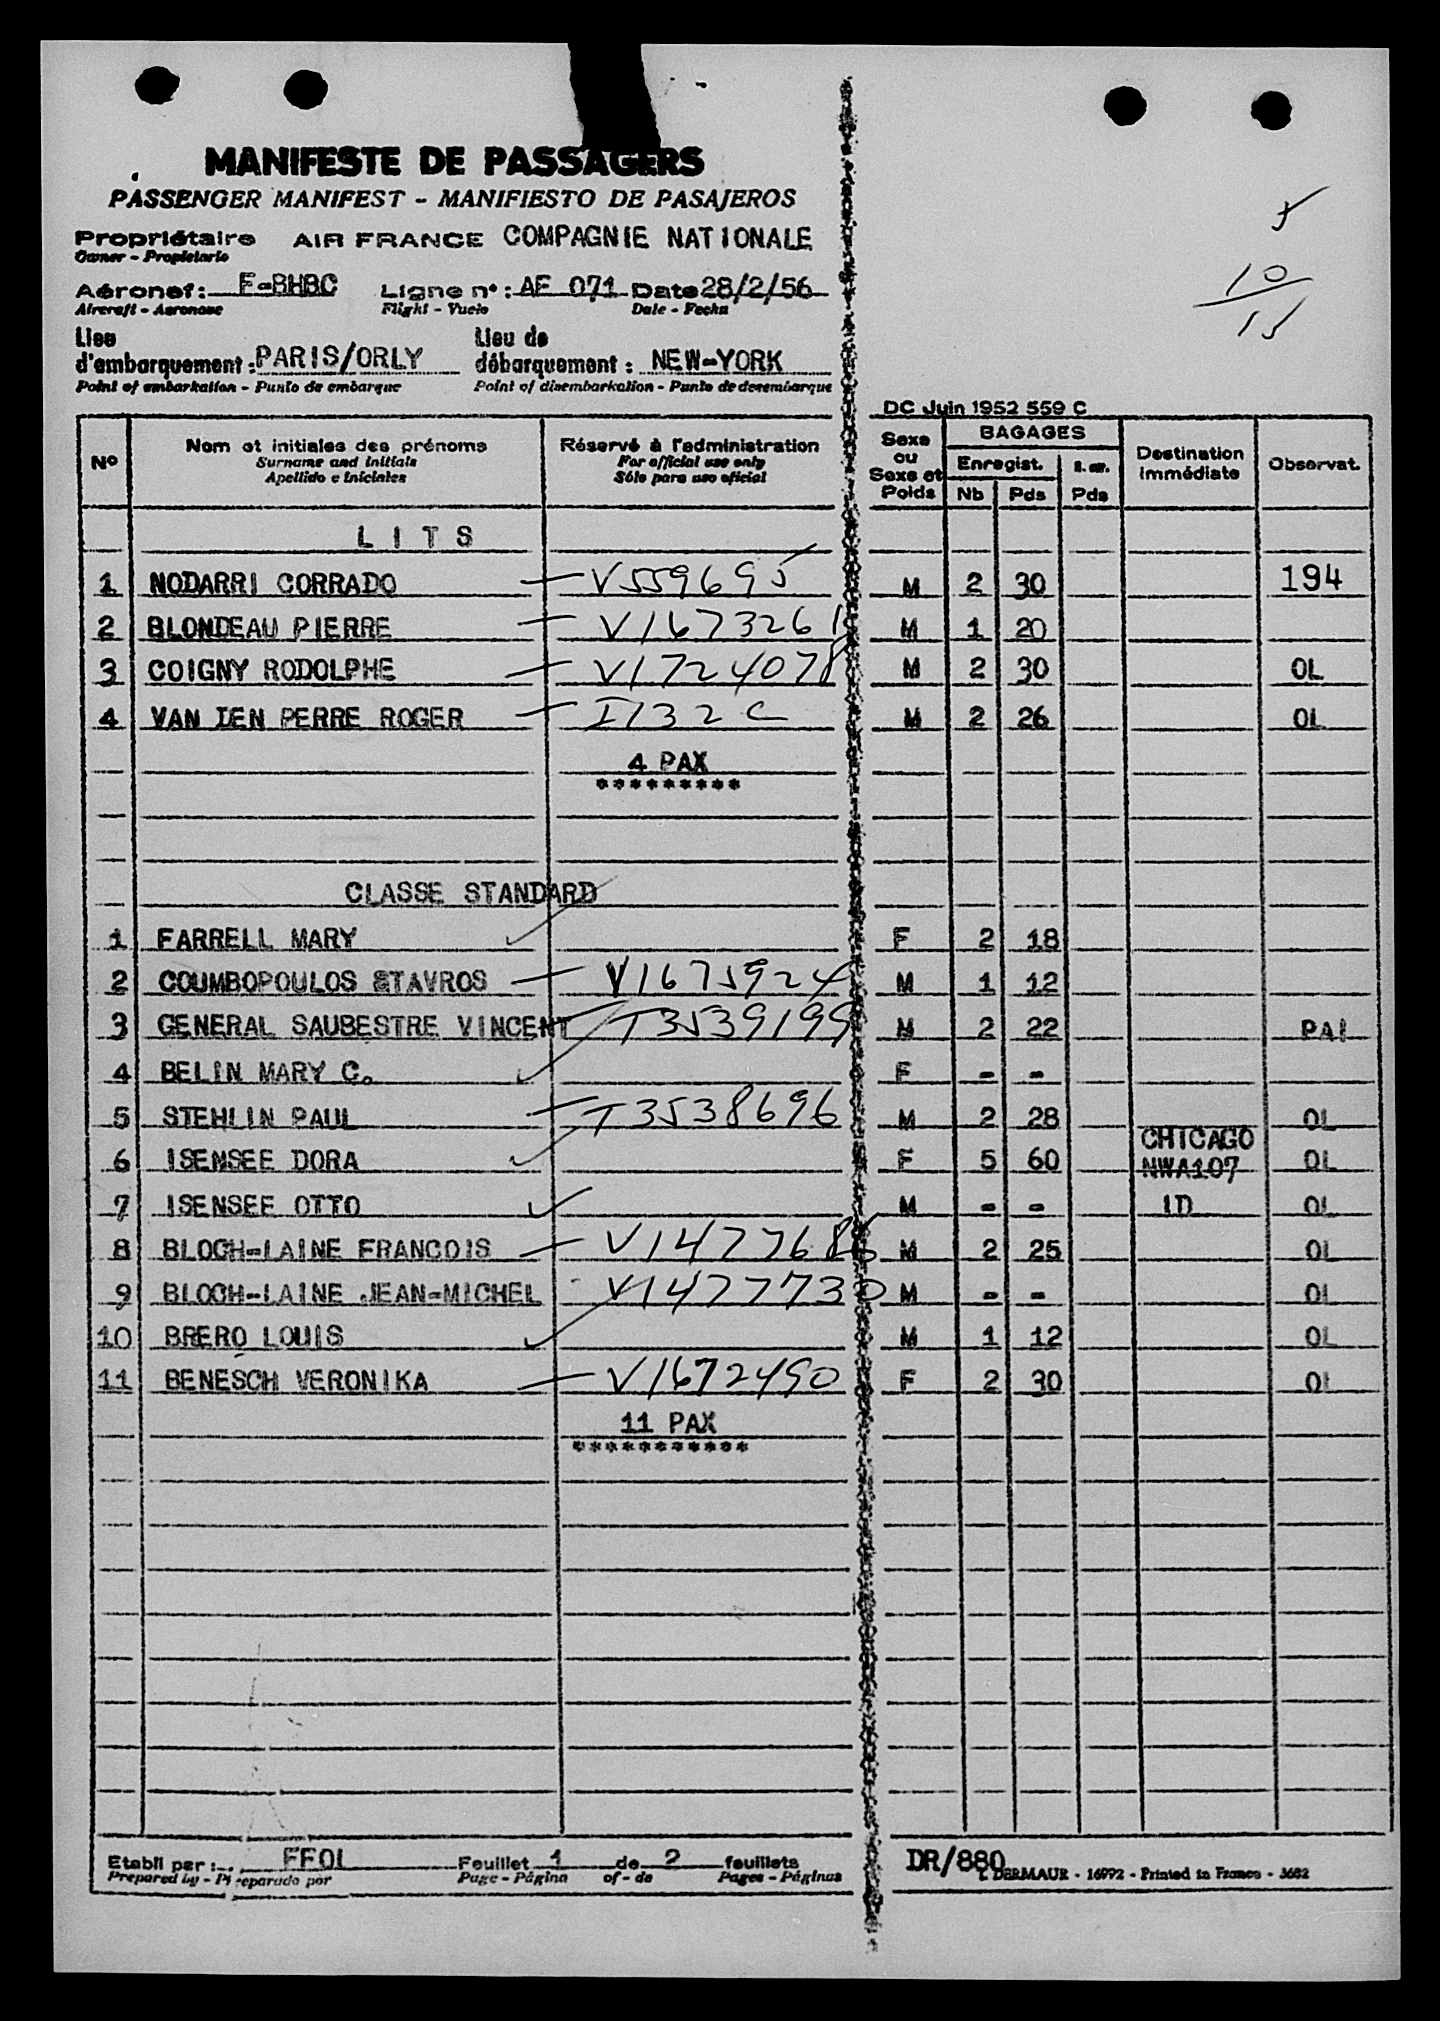 MANIFESTE DE PASSAGERS
PASSENGER MANIFEST - MANIFIESTO DE PASAJEROS
Propriétaire AIR FRANCE COMPAGNIE NATIONALE
Owner - Propietario
Aéronef: F-BHBC Ligne n°: AF 071 Date 28/2/56
Aircraft - Aeronave Flight - Vuelo Date - Fecha
10
15
Lieu d'embarquement: PARIS/ORLY Lieu de débarquement: NEW-YORK
Point of embarkation - Punto de embarque Point of disembarkation - Punto de desembarque
DC Juin 1952 559 C
N° Nom et initiales des prénoms Réservé à l'administration Sexe ou Sexe et Poids BAGAGES Destination immédiate Observat.
Surname and initials For official use only Enregist.
Apellido e iniciales Sólo para uso oficial Nb Pds Pds
LITS
1 NODARRI CORRADO V559695 M 2 30 194
2 BLONDEAU PIERRE V1673261 M 1 20
3 COIGNY RODOLPHE V1724078 M 2 30 OL
4 VAN DEN PERRE ROGER I132C M 2 26 OL
4 PAX
*********
CLASSE STANDARD
1 FARRELL MARY F 2 18
2 COUMBOPOULOS STAVROS V1675924 M 1 12
3 GENERAL SAUBESTRE VINCENT T3539199 M 2 22 PAI
4 BELIN MARY C. F - -
5 STEHLIN PAUL T3538696 M 2 28 OL
6 ISENSEE DORA F 5 60 CHICAGO NWA107 OL
7 ISENSEE OTTO M - - ID OL
8 BLOCH-LAINE FRANCOIS V1477686 M 2 25 OL
9 BLOCH-LAINE JEAN-MICHEL V1477730 M - - OL
10 BRERO LOUIS M 1 12 OL
11 BENESCH VERONIKA V1672490 F 2 30 OL
11 PAX
***********
Etabli par: FFOL Feuillet 1 de 2 feuillets DR/880
Prepared by - Preparado por Page - Página of - de Pages - Páginas L. DERMAUR - 16992 - Printed in France - 3682